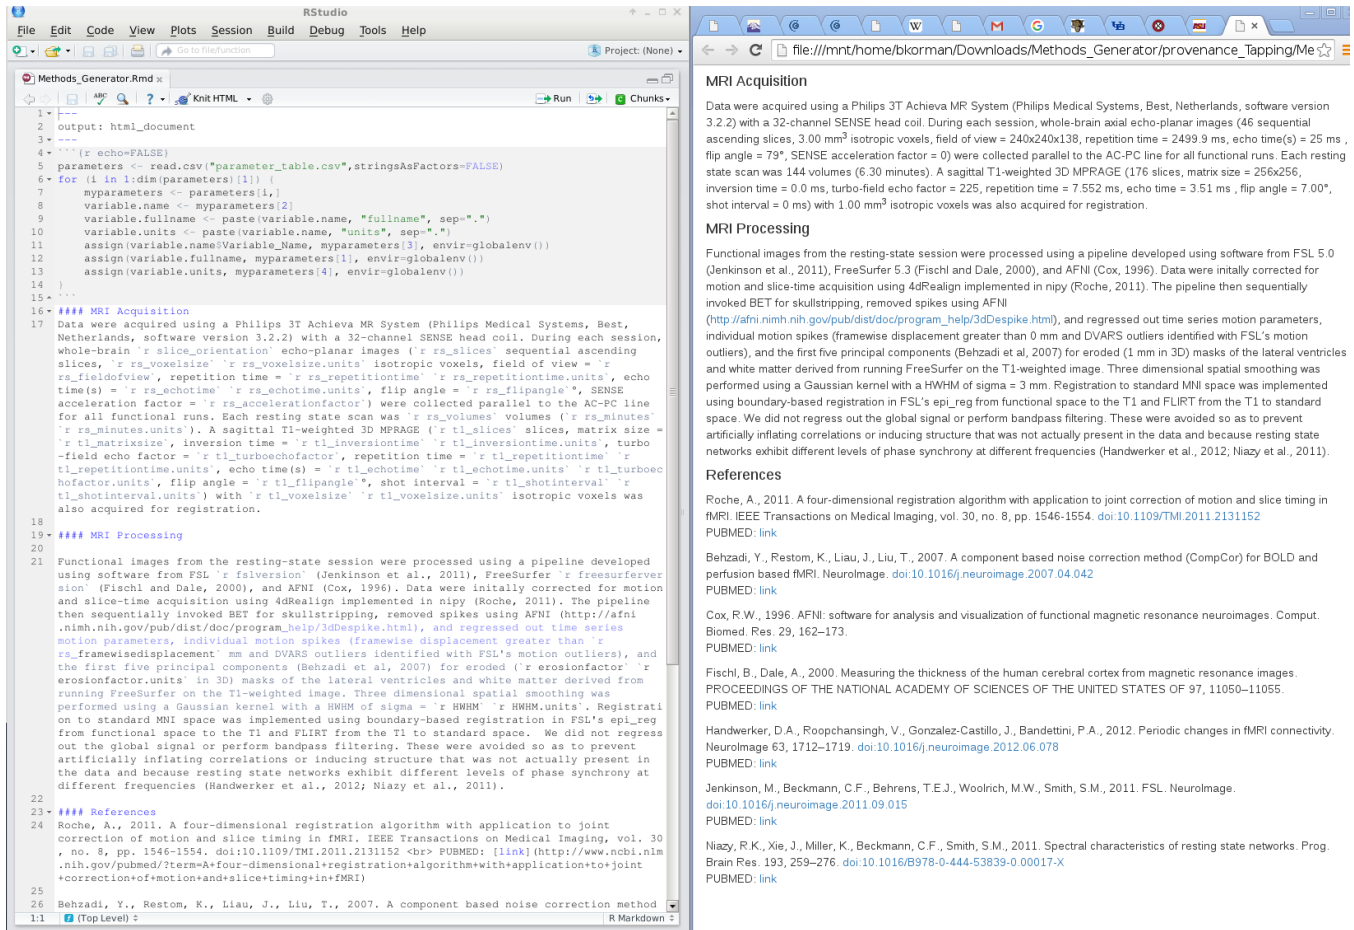 RStudio
File Edit Code View Plots Session Build Debug Tools Help
Go to file/function
Project: (None)
Methods_Generator.Rmd
ABC
Knit HTML
Run
Chunks
1 ---
2 output: html_document
3 ---
4 ```{r echo=FALSE}
5 parameters <- read.csv("parameter_table.csv",stringsAsFactors=FALSE)
6 for (i in 1:dim(parameters)[1]) {
7 myparameters <- parameters[i,]
8 variable.name <- myparameters[2]
9 variable.fullname <- paste(variable.name, "fullname", sep=".")
10 variable.units <- paste(variable.name, "units", sep=".")
11 assign(variable.name$Variable_Name, myparameters[3], envir=globalenv())
12 assign(variable.fullname, myparameters[1], envir=globalenv())
13 assign(variable.units, myparameters[4], envir=globalenv())
14 }
15 ```
16 #### MRI Acquisition
17 Data were acquired using a Philips 3T Achieva MR System (Philips Medical Systems, Best,
Netherlands, software version 3.2.2) with a 32-channel SENSE head coil. During each session,
whole-brain `r slice_orientation` echo-planar images (`r rs_slices` sequential ascending
slices, `r rs_voxelsize` `r rs_voxelsize.units` isotropic voxels, field of view = `r
rs_fieldofview`, repetition time = `r rs_repetitiontime` `r rs_repetitiontime.units`, echo
time(s) = `r rs_echotime` `r rs_echotime.units`, flip angle = `r rs_flipangle`°, SENSE
acceleration factor = `r rs_accelerationfactor`) were collected parallel to the AC-PC line
for all functional runs. Each resting state scan was `r rs_volumes` volumes (`r rs_minutes`
`r rs_minutes.units`). A sagittal T1-weighted 3D MPRAGE (`r t1_slices` slices, matrix size =
`r t1_matrixsize`, inversion time = `r t1_inversiontime` `r t1_inversiontime.units`, turbo
-field echo factor = `r t1_turboechofactor`, repetition time = `r t1_repetitiontime` `r
t1_repetitiontime.units`, echo time(s) = `r t1_echotime` `r t1_echotime.units` `r t1_turboec
hofactor.units`, flip angle = `r t1_flipangle`°, shot interval = `r t1_shotinterval` `r
t1_shotinterval.units`) with `r t1_voxelsize` `r t1_voxelsize.units` isotropic voxels was
also acquired for registration.
18
19 #### MRI Processing
20
21 Functional images from the resting-state session were processed using a pipeline developed
using software from FSL `r fslversion` (Jenkinson et al., 2011), FreeSurfer `r freesurferver
sion` (Fischl and Dale, 2000), and AFNI (Cox, 1996). Data were initally corrected for motion
and slice-time acquisition using 4dRealign implemented in nipy (Roche, 2011). The pipeline
then sequentially invoked BET for skullstripping, removed spikes using AFNI (http://afni
.nimh.nih.gov/pub/dist/doc/program_help/3dDespike.html), and regressed out time series
motion parameters, individual motion spikes (framewise displacement greater than `r
rs_framewisedisplacement` mm and DVARS outliers identified with FSL's motion outliers), and
the first five principal components (Behzadi et al, 2007) for eroded (`r erosionfactor` `r
erosionfactor.units` in 3D) masks of the lateral ventricles and white matter derived from
running FreeSurfer on the T1-weighted image. Three dimensional spatial smoothing was
performed using a Gaussian kernel with a HWHM of sigma = `r HWHM` `r HWHM.units`. Registrati
on to standard MNI space was implemented using boundary-based registration in FSL's epi_reg
from functional space to the T1 and FLIRT from the T1 to standard space.  We did not regress
out the global signal or perform bandpass filtering. These were avoided so as to prevent
artificially inflating correlations or inducing structure that was not actually present in
the data and because resting state networks exhibit different levels of phase synchrony at
different frequencies (Handwerker et al., 2012; Niazy et al., 2011).
22
23 #### References
24 Roche, A., 2011. A four-dimensional registration algorithm with application to joint
correction of motion and slice timing in fMRI. IEEE Transactions on Medical Imaging, vol. 30
, no. 8, pp. 1546-1554. doi:10.1109/TMI.2011.2131152 <br> PUBMED: [link](http://www.ncbi.nlm
.nih.gov/pubmed/?term=A+four-dimensional+registration+algorithm+with+application+to+joint
+correction+of+motion+and+slice+timing+in+fMRI)
25
26 Behzadi, Y., Restom, K., Liau, J., Liu, T., 2007. A component based noise correction method
1:1 (Top Level) R Markdown
file:///mnt/home/bkorman/Downloads/Methods_Generator/provenance_Tapping/Me
MRI Acquisition
Data were acquired using a Philips 3T Achieva MR System (Philips Medical Systems, Best, Netherlands, software version
3.2.2) with a 32-channel SENSE head coil. During each session, whole-brain axial echo-planar images (46 sequential
ascending slices, 3.00 mm³ isotropic voxels, field of view = 240x240x138, repetition time = 2499.9 ms, echo time(s) = 25 ms ,
flip angle = 79°, SENSE acceleration factor = 0) were collected parallel to the AC-PC line for all functional runs. Each resting
state scan was 144 volumes (6.30 minutes). A sagittal T1-weighted 3D MPRAGE (176 slices, matrix size = 256x256,
inversion time = 0.0 ms, turbo-field echo factor = 225, repetition time = 7.552 ms, echo time = 3.51 ms , flip angle = 7.00°,
shot interval = 0 ms) with 1.00 mm³ isotropic voxels was also acquired for registration.
MRI Processing
Functional images from the resting-state session were processed using a pipeline developed using software from FSL 5.0
(Jenkinson et al., 2011), FreeSurfer 5.3 (Fischl and Dale, 2000), and AFNI (Cox, 1996). Data were initally corrected for
motion and slice-time acquisition using 4dRealign implemented in nipy (Roche, 2011). The pipeline then sequentially
invoked BET for skullstripping, removed spikes using AFNI
(http://afni.nimh.nih.gov/pub/dist/doc/program_help/3dDespike.html), and regressed out time series motion parameters,
individual motion spikes (framewise displacement greater than 0 mm and DVARS outliers identified with FSL's motion
outliers), and the first five principal components (Behzadi et al, 2007) for eroded (1 mm in 3D) masks of the lateral ventricles
and white matter derived from running FreeSurfer on the T1-weighted image. Three dimensional spatial smoothing was
performed using a Gaussian kernel with a HWHM of sigma = 3 mm. Registration to standard MNI space was implemented
using boundary-based registration in FSL's epi_reg from functional space to the T1 and FLIRT from the T1 to standard
space. We did not regress out the global signal or perform bandpass filtering. These were avoided so as to prevent
artificially inflating correlations or inducing structure that was not actually present in the data and because resting state
networks exhibit different levels of phase synchrony at different frequencies (Handwerker et al., 2012; Niazy et al., 2011).
References
Roche, A., 2011. A four-dimensional registration algorithm with application to joint correction of motion and slice timing in
fMRI. IEEE Transactions on Medical Imaging, vol. 30, no. 8, pp. 1546-1554. doi:10.1109/TMI.2011.2131152
PUBMED: link
Behzadi, Y., Restom, K., Liau, J., Liu, T., 2007. A component based noise correction method (CompCor) for BOLD and
perfusion based fMRI. NeuroImage. doi:10.1016/j.neuroimage.2007.04.042
PUBMED: link
Cox, R.W., 1996. AFNI: software for analysis and visualization of functional magnetic resonance neuroimages. Comput.
Biomed. Res. 29, 162–173.
PUBMED: link
Fischl, B., Dale, A., 2000. Measuring the thickness of the human cerebral cortex from magnetic resonance images.
PROCEEDINGS OF THE NATIONAL ACADEMY OF SCIENCES OF THE UNITED STATES OF 97, 11050–11055.
PUBMED: link
Handwerker, D.A., Roopchansingh, V., Gonzalez-Castillo, J., Bandettini, P.A., 2012. Periodic changes in fMRI connectivity.
NeuroImage 63, 1712–1719. doi:10.1016/j.neuroimage.2012.06.078
PUBMED: link
Jenkinson, M., Beckmann, C.F., Behrens, T.E.J., Woolrich, M.W., Smith, S.M., 2011. FSL. NeuroImage.
doi:10.1016/j.neuroimage.2011.09.015
PUBMED: link
Niazy, R.K., Xie, J., Miller, K., Beckmann, C.F., Smith, S.M., 2011. Spectral characteristics of resting state networks. Prog.
Brain Res. 193, 259–276. doi:10.1016/B978-0-444-53839-0.00017-X
PUBMED: link